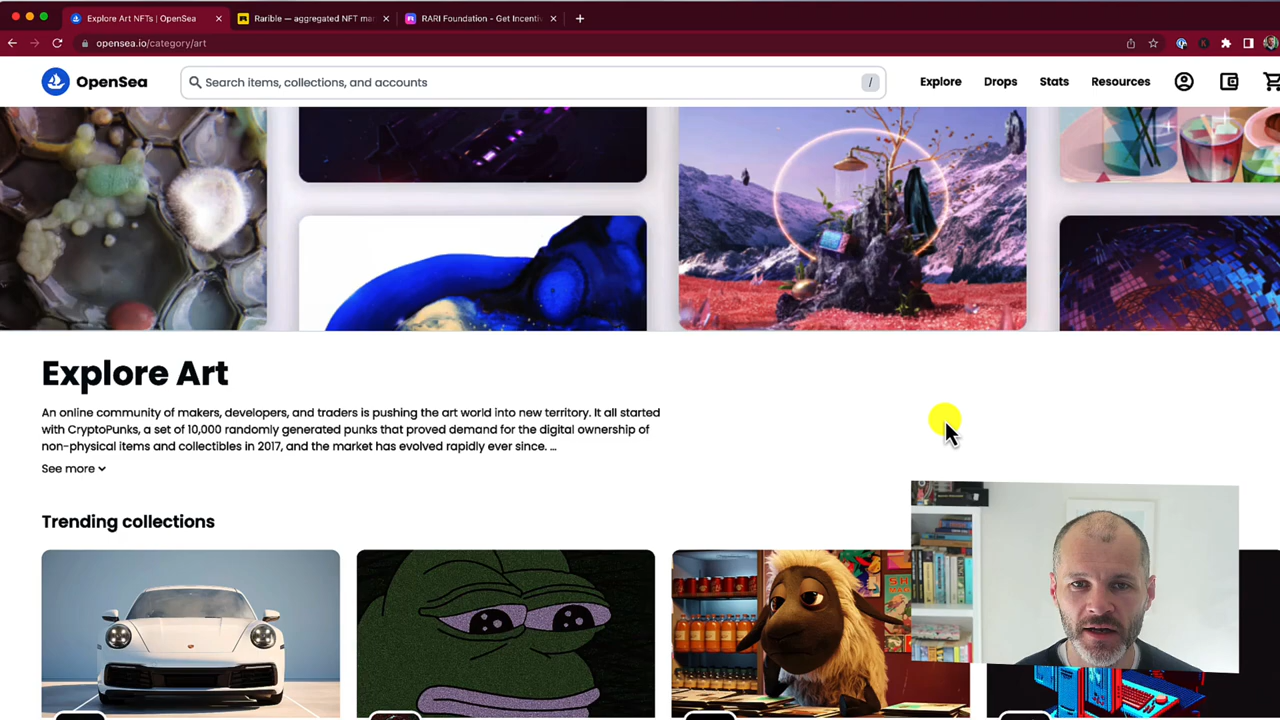 Explore Art NFTs | OpenSea
Rarible — aggregated NFT mar
RARI Foundation - Get Incentiv
opensea.io/category/art
OpenSea
Search items, collections, and accounts
/
Explore
Drops
Stats
Resources
Explore Art
An online community of makers, developers, and traders is pushing the art world into new territory. It all started
with CryptoPunks, a set of 10,000 randomly generated punks that proved demand for the digital ownership of
non-physical items and collectibles in 2017, and the market has evolved rapidly ever since. ...
See more
Trending collections